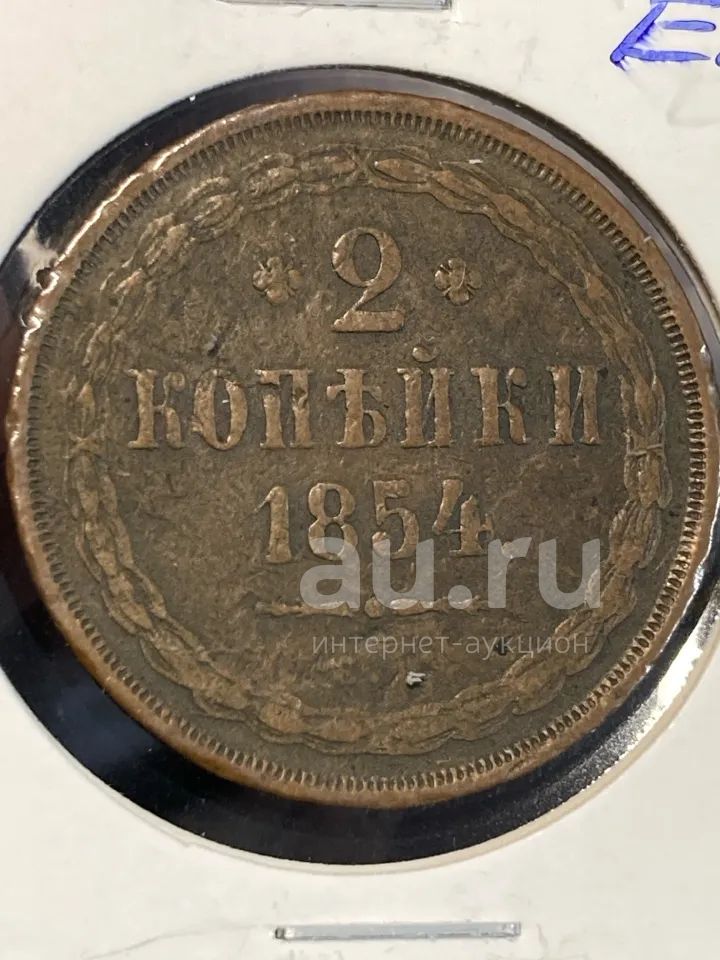 Е.
2
КОПѢЙКИ
1854
au.ru
интернет-аукцион